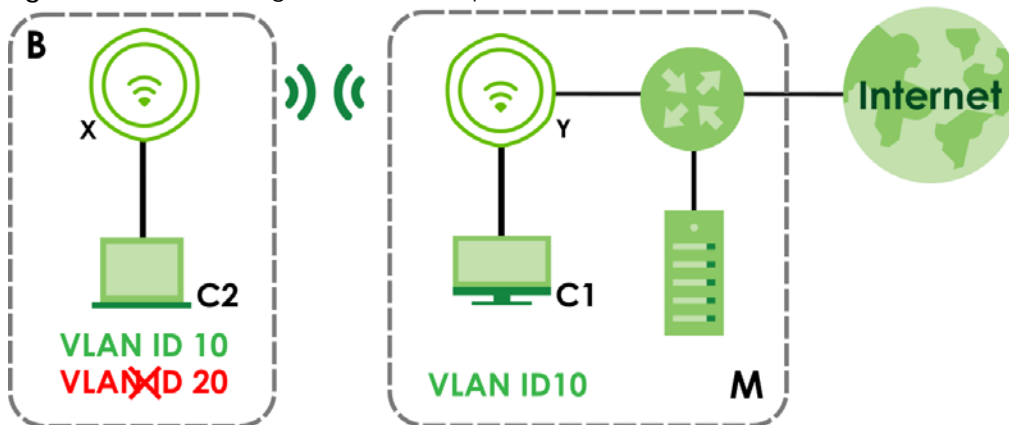 B
X
C2
VLAN ID 10
VLAN ID 20
Y
C1
VLAN ID10
M
Internet